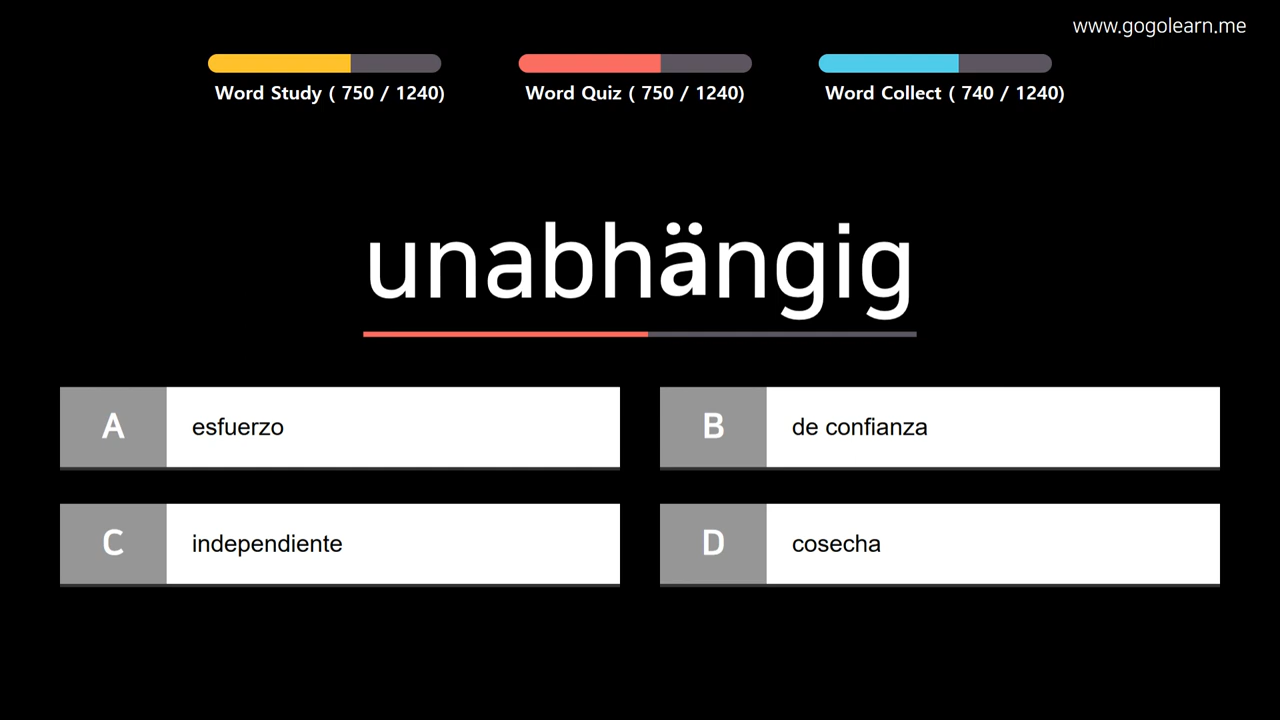 www.gogolearn.me
Word Study ( 750 / 1240)
Word Quiz ( 750 / 1240)
Word Collect ( 740 / 1240)
unabhängig
A esfuerzo
B de confianza
C independiente
D cosecha